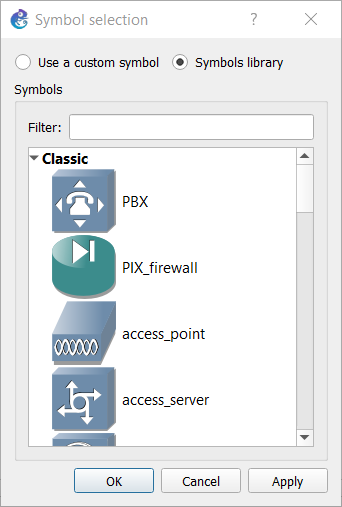 Symbol selection ?
Use a custom symbol Symbols library
Symbols
Filter:
Classic
PBX
PIX_firewall
access_point
access_server
OK Cancel Apply